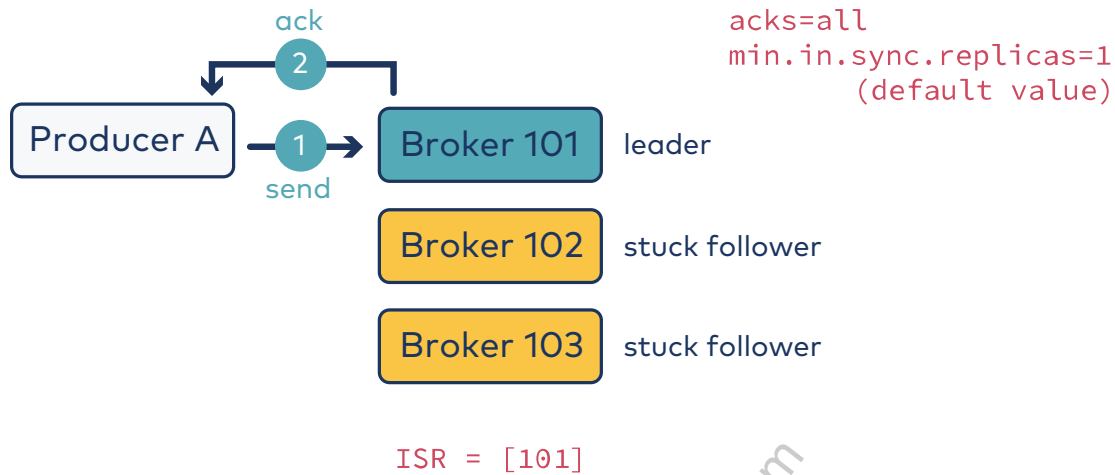 ack
2
Producer A
1
send
Broker 101
leader
Broker 102
stuck follower
Broker 103
stuck follower
acks=all
min.in.sync.replicas=1
(default value)
ISR = [101]